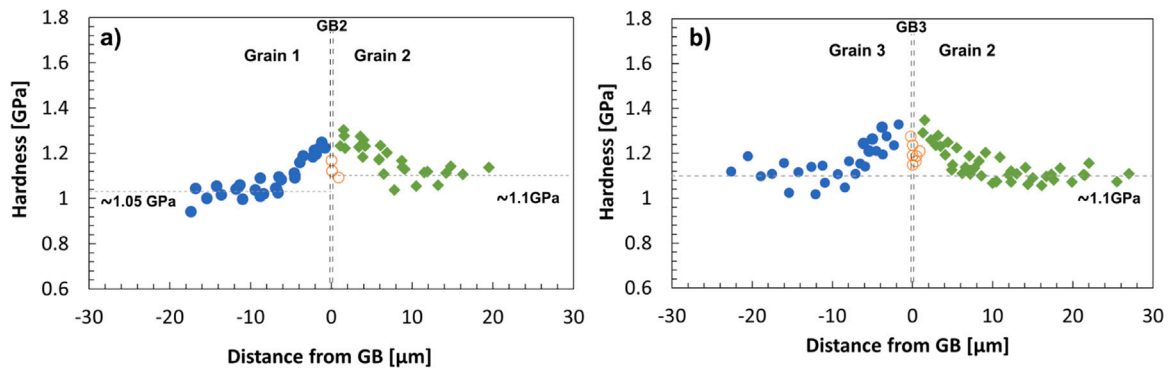 a)
GB2
Grain 1
Grain 2
Hardness [GPa]
1.8
1.6
1.4
1.2
1
0.8
0.6
~1.05 GPa
~1.1GPa
-30
-20
-10
0
10
20
30
Distance from GB [µm]
b)
GB3
Grain 3
Grain 2
Hardness [GPa]
1.8
1.6
1.4
1.2
1
0.8
0.6
~1.1GPa
-30
-20
-10
0
10
20
30
Distance from GB [µm]